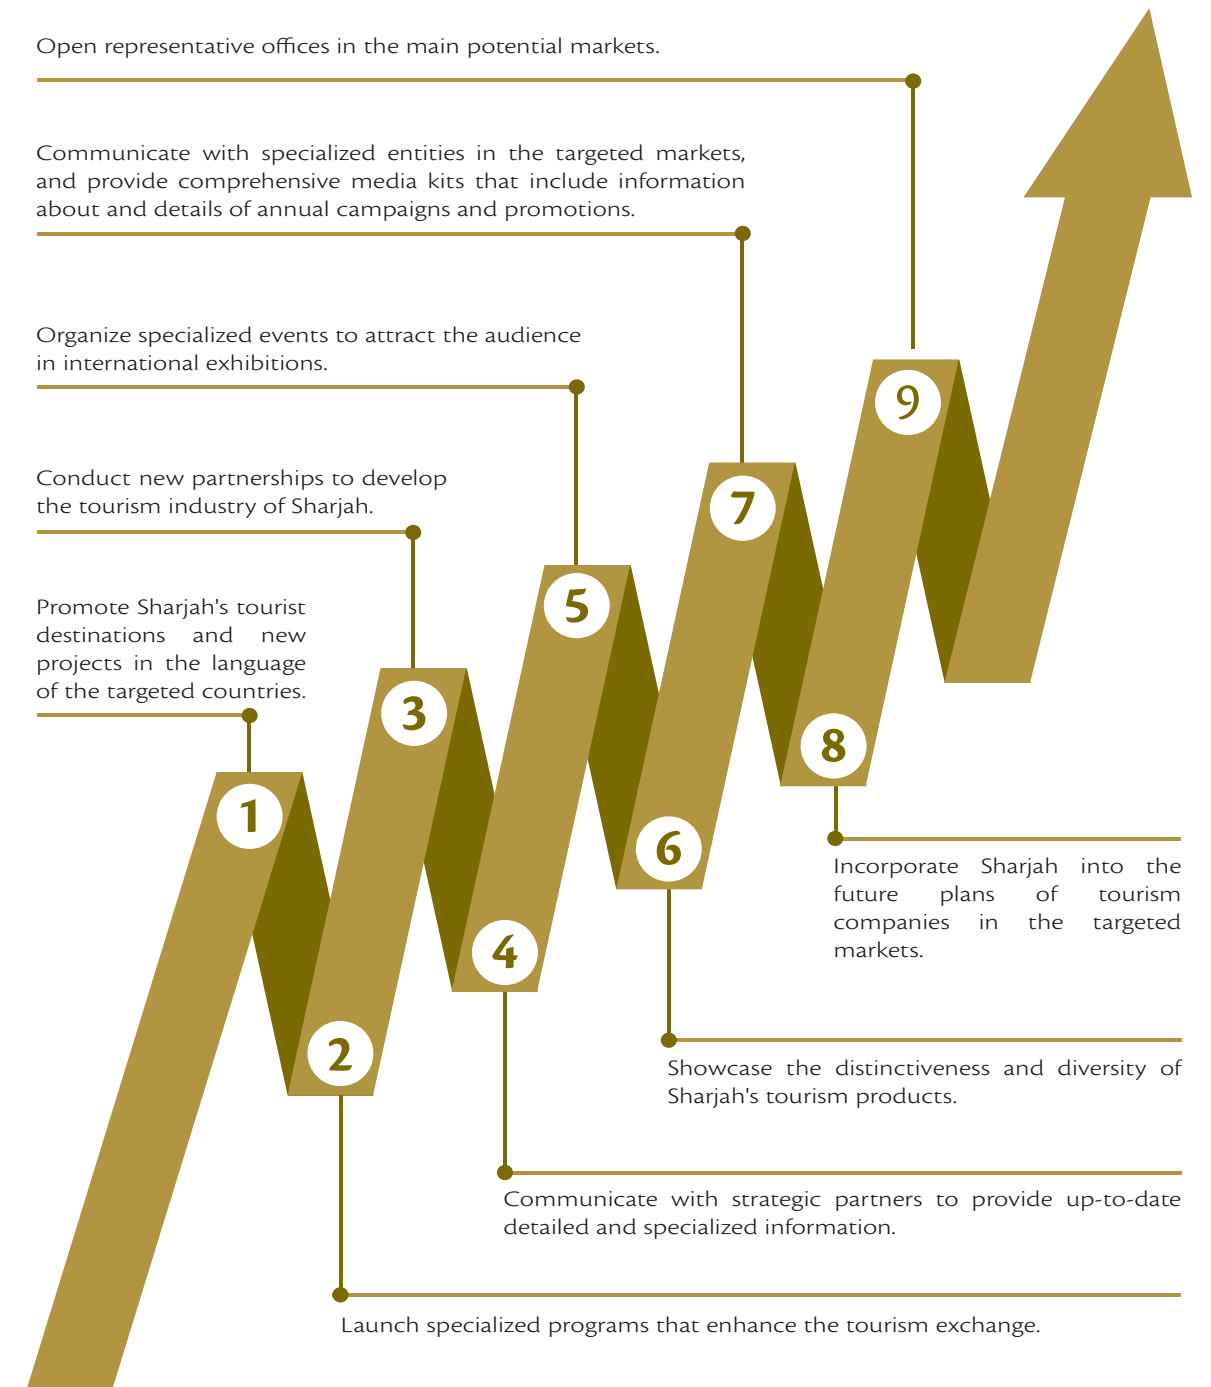 Open representative offices in the main potential markets.
Communicate with specialized entities in the targeted markets,
and provide comprehensive media kits that include information
about and details of annual campaigns and promotions.
Organize specialized events to attract the audience
in international exhibitions.
Conduct new partnerships to develop
the tourism industry of Sharjah.
Promote Sharjah's tourist
destinations and new
projects in the language
of the targeted countries.
9
7
5
3
1
8
6
4
2
Incorporate Sharjah into the
future plans of tourism
companies in the targeted
markets.
Showcase the distinctiveness and diversity of
Sharjah's tourism products.
Communicate with strategic partners to provide up-to-date
detailed and specialized information.
Launch specialized programs that enhance the tourism exchange.